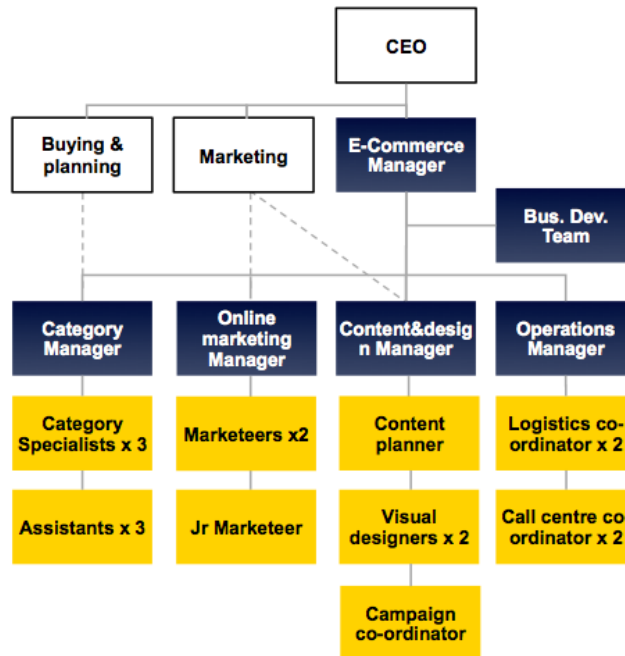 CEO
Buying &
planning
Marketing
E-Commerce
Manager
Bus. Dev.
Team
Category
Manager
Online
marketing
Manager
Content&desig
n Manager
Operations
Manager
Category
Specialists x 3
Marketeers x2
Content
planner
Logistics co-
ordinator x 2
Assistants x 3
Jr Marketeer
Visual
designers x 2
Call centre co-
ordinator x 2
Campaign
co-ordinator